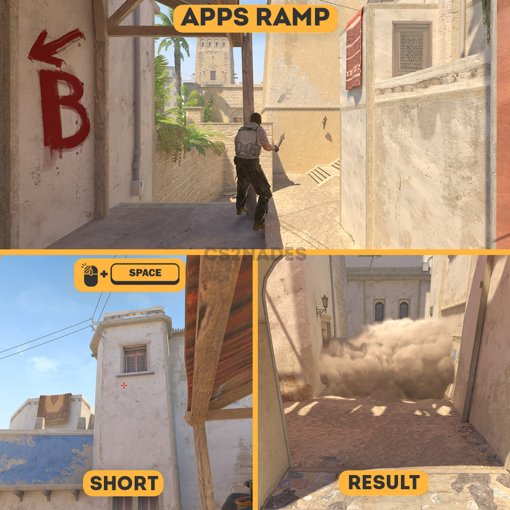 APPS RAMP
B
CS2NADES
+ SPACE
SHORT
RESULT